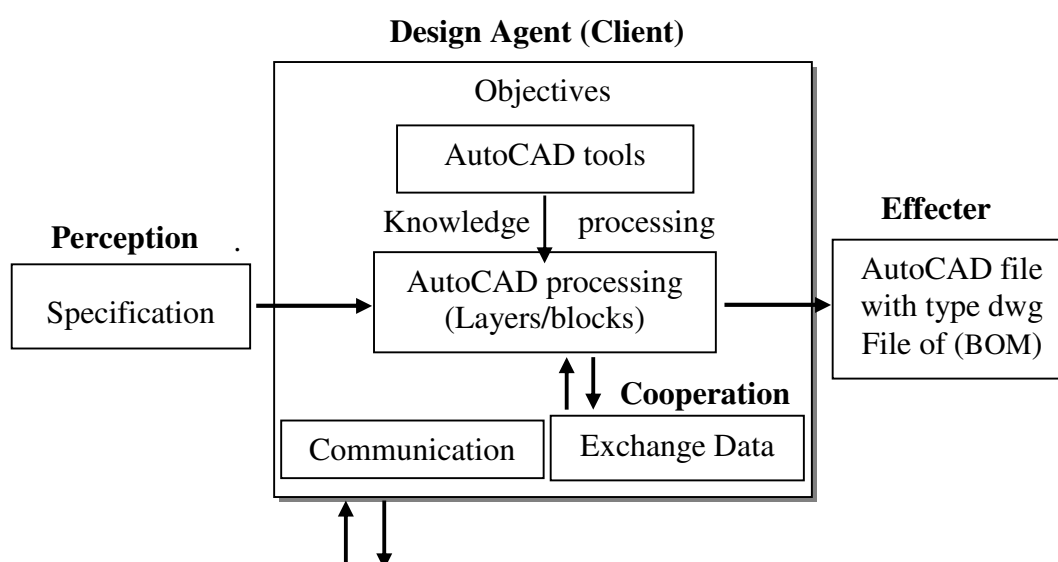 Design Agent (Client)
Objectives
AutoCAD tools
Knowledge processing
Perception .
Specification
AutoCAD processing
(Layers/blocks)
Effecter
AutoCAD file
with type dwg
File of (BOM)
Cooperation
Communication
Exchange Data